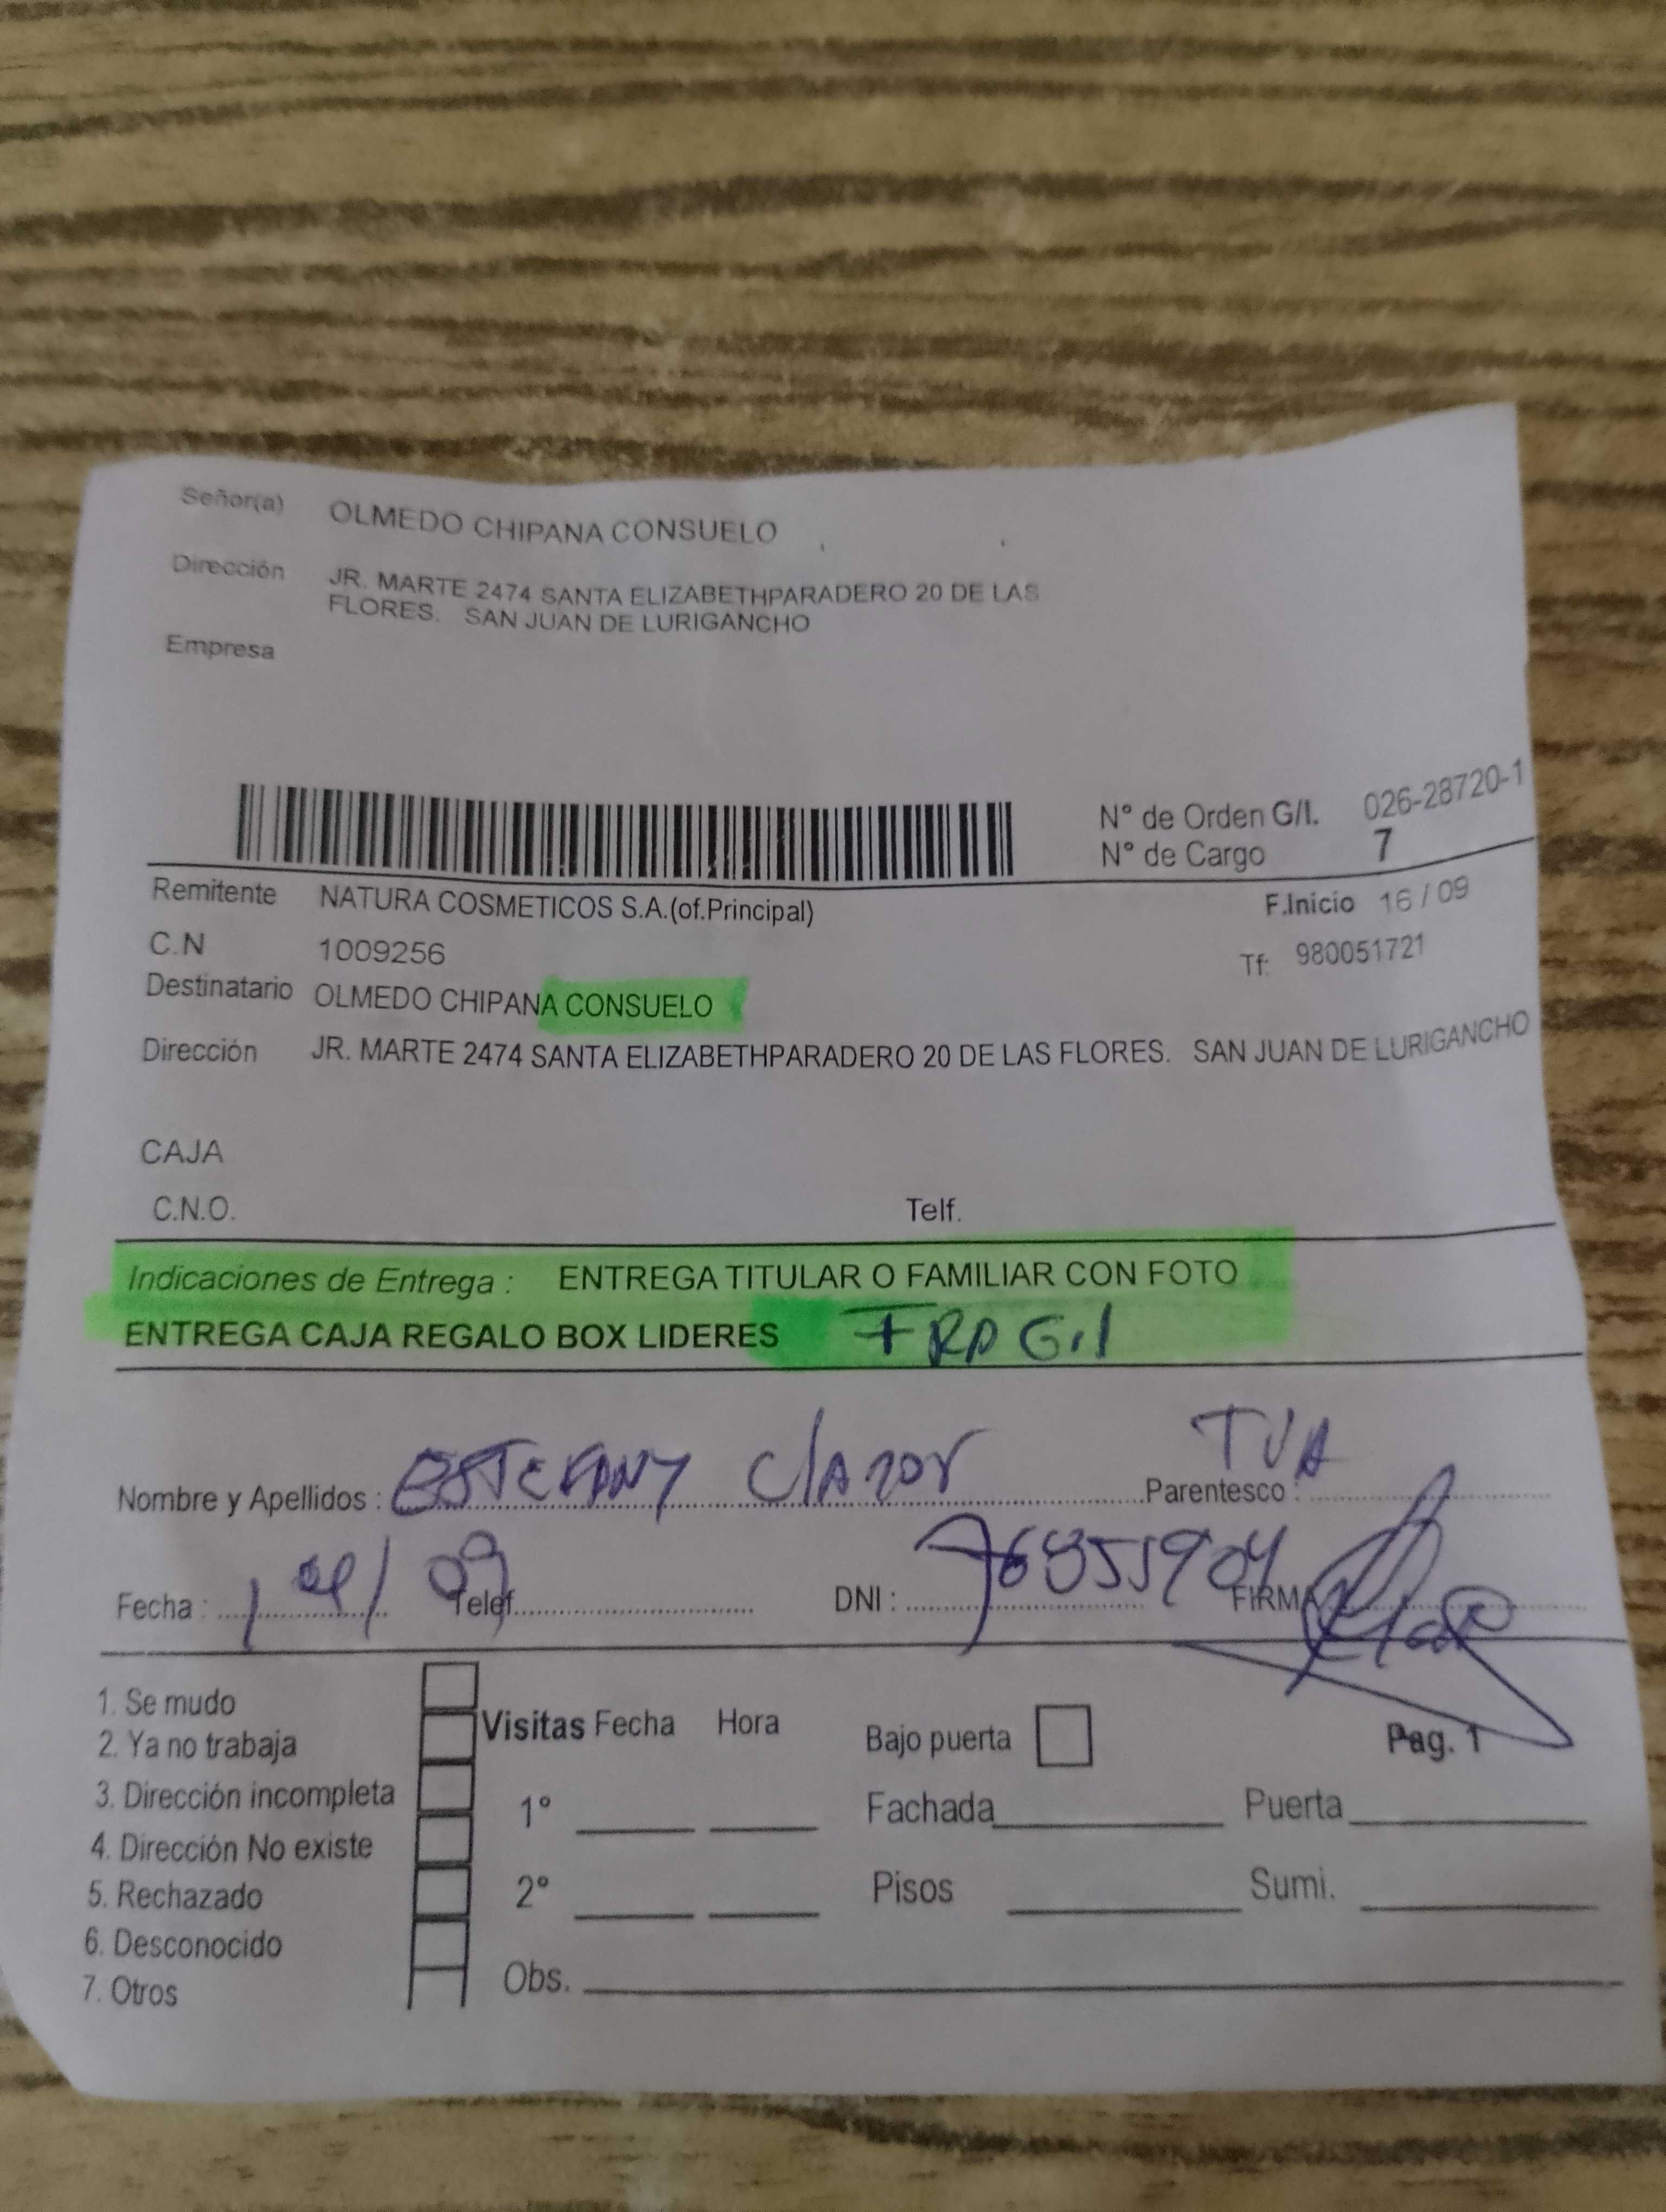 Señor(a) OLMEDO CHIPANA CONSUELO
Dirección JR. MARTE 2474 SANTA ELIZABETHPARADERO 20 DE LAS
FLORES. SAN JUAN DE LURIGANCHO
Empresa
N° de Orden G/I. 026-28720-1
N° de Cargo 7
Remitente NATURA COSMETICOS S.A.(of.Principal) F.Inicio 16 / 09
C.N 1009256 Tf: 980051721
Destinatario OLMEDO CHIPANA CONSUELO
Dirección JR. MARTE 2474 SANTA ELIZABETHPARADERO 20 DE LAS FLORES. SAN JUAN DE LURIGANCHO
CAJA
C.N.O. Telf.
Indicaciones de Entrega : ENTREGA TITULAR O FAMILIAR CON FOTO
ENTREGA CAJA REGALO BOX LIDERES FRAGil
Nombre y Apellidos : ESTEFANY Parentesco :
Fecha : / 09 Telef. DNI : FIRMA
1. Se mudo
2. Ya no trabaja
3. Dirección incompleta
4. Dirección No existe
5. Rechazado
6. Desconocido
7. Otros
Visitas Fecha Hora
1°
2°
Obs.
Bajo puerta
Fachada Puerta
Pisos Sumi.
Pag. 1